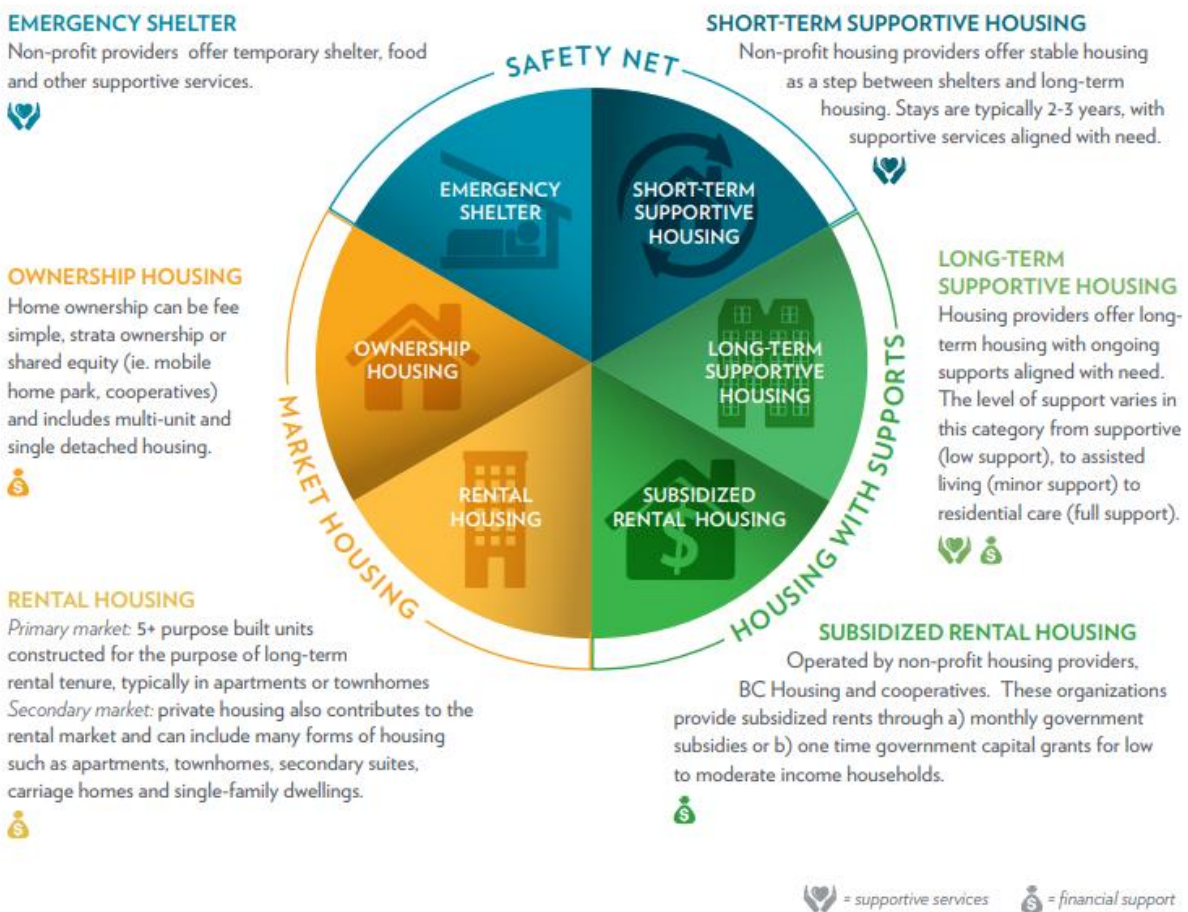 EMERGENCY SHELTER
Non-profit providers offer temporary shelter, food
and other supportive services.
SHORT-TERM SUPPORTIVE HOUSING
Non-profit housing providers offer stable housing
as a step between shelters and long-term
housing. Stays are typically 2-3 years, with
supportive services aligned with need.
SAFETY NET
EMERGENCY
SHELTER
SHORT-TERM
SUPPORTIVE
HOUSING
OWNERSHIP HOUSING
Home ownership can be fee
simple, strata ownership or
shared equity (ie. mobile
home park, cooperatives)
and includes multi-unit and
single detached housing.
$
OWNERSHIP
HOUSING
LONG-TERM
SUPPORTIVE
HOUSING
LONG-TERM
SUPPORTIVE HOUSING
Housing providers offer long-
term housing with ongoing
supports aligned with need.
The level of support varies in
this category from supportive
(low support), to assisted
living (minor support) to
residential care (full support).
$
MARKET HOUSING
HOUSING WITH SUPPORTS
RENTAL
HOUSING
SUBSIDIZED
RENTAL HOUSING
$
RENTAL HOUSING
Primary market: 5+ purpose built units
constructed for the purpose of long-term
rental tenure, typically in apartments or townhomes
Secondary market: private housing also contributes to the
rental market and can include many forms of housing
such as apartments, townhomes, secondary suites,
carriage homes and single-family dwellings.
$
SUBSIDIZED RENTAL HOUSING
Operated by non-profit housing providers,
BC Housing and cooperatives. These organizations
provide subsidized rents through a) monthly government
subsidies or b) one time government capital grants for low
to moderate income households.
$
= supportive services
$ = financial support